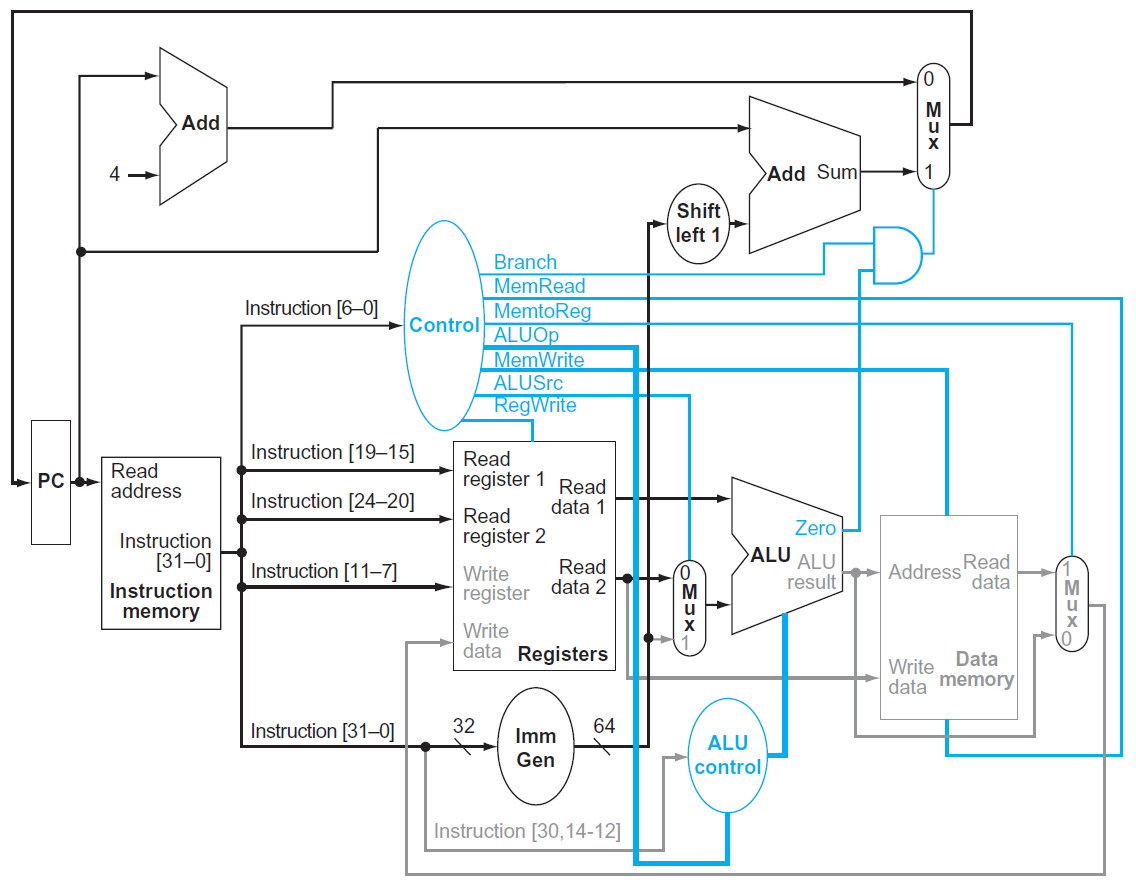 Add
4
0
M
u
x
1
Add Sum
Shift
left 1
Branch
MemRead
MemtoReg
ALUOp
MemWrite
ALUSrc
RegWrite
Instruction [6–0]
Control
PC
Read
address
Instruction
[31–0]
Instruction
memory
Instruction [19–15]
Instruction [24–20]
Instruction [11–7]
Instruction [31–0]
Read
register 1
Read
register 2
Write
register
Write
data
Read
data 1
Read
data 2
Registers
0
M
u
x
1
Zero
ALU
ALU
result
Address
Read
data
Write
data
Data
memory
1
M
u
x
0
32
Imm
Gen
64
ALU
control
Instruction [30,14-12]